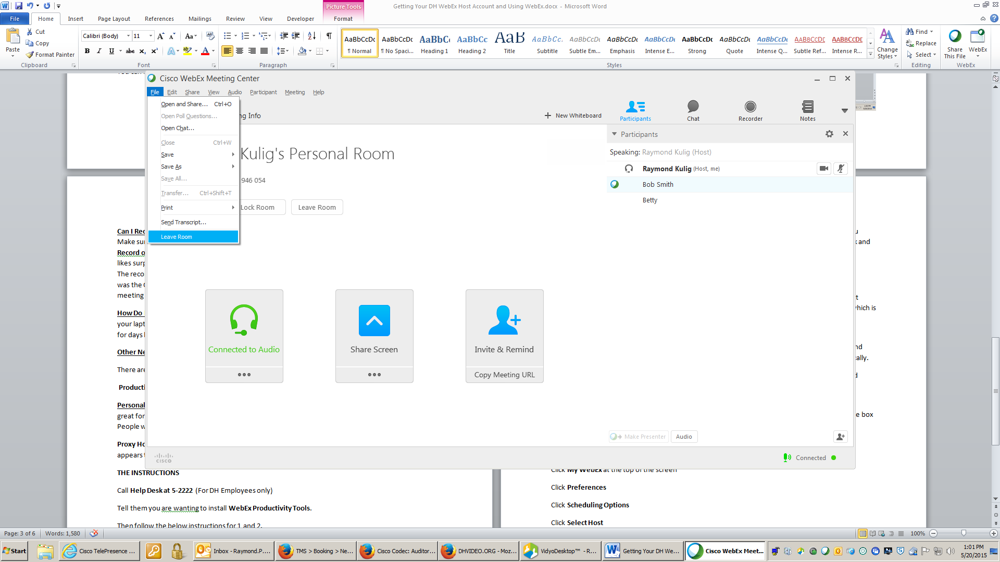 Getting Your DH WebEx Host Account and Using WebEx.docx - Microsoft Word
Picture Tools
File Home Insert Page Layout References Mailings Review View Developer Format
Paste
Cut
Copy
Format Painter
Clipboard
Calibri (Body) 11
Font
Paragraph
AaBbCcDc AaBbCcDc AaBbCc AaBbCc AaB AaBbCc. AaBbCcDc AaBbCcDc AaBbCcDc AaBbCcDc AaBbCcDc AaBbCcDc AaBbCcDc AaBbCcDc
¶ Normal ¶ No Spaci... Heading 1 Heading 2 Title Subtitle Subtle Em... Emphasis Intense E... Strong Quote Intense Q... Subtle Ref... Intense R...
Styles
Change Styles
Find
Replace
Select
Editing
Share This File
WebEx
WebEx
Cisco WebEx Meeting Center
File Edit Share View Audio Participant Meeting Help
Open and Share... Ctrl+O
Open Poll Questions...
Open Chat...
Close Ctrl+W
Save
Save As
Save All...
Transfer... Ctrl+Shift+T
Print
Send Transcript...
Leave Room
ng Info
New Whiteboard
Kulig's Personal Room
946 054
Lock Room
Leave Room
Connected to Audio
Share Screen
Invite & Remind
Copy Meeting URL
Participants
Chat
Recorder
Notes
Participants
Speaking: Raymond Kulig (Host)
Raymond Kulig (Host, me)
Bob Smith
Betty
Make Presenter
Audio
cisco
Connected
Can I Rec
Make sur
Record o
likes surp
The reco
was the
meeting
How Do
your lapt
for days
Other Ne
There are
Producti
Personal
great for
People w
Proxy Ho
appears t
THE INSTRUCTIONS
Call Help Desk at 5-2222 (For DH Employees only)
Tell them you are wanting to install WebEx Productivity Tools.
Then follow the below instructions for 1 and 2.
and
which is
nd
ally.
e box
Click My WebEx at the top of the screen
Click Preferences
Click Scheduling Options
Click Select Host
Page: 3 of 6 Words: 1,580
100%
Start
Cisco TelePresence ...
Inbox - Raymond.P....
TMS > Booking > Ne...
Cisco Codec: Auditor...
DHVIDEO.ORG - Moz...
VidyoDesktop™ - R...
Getting Your DH We...
Cisco WebEx Meet...
1:01 PM
5/20/2015